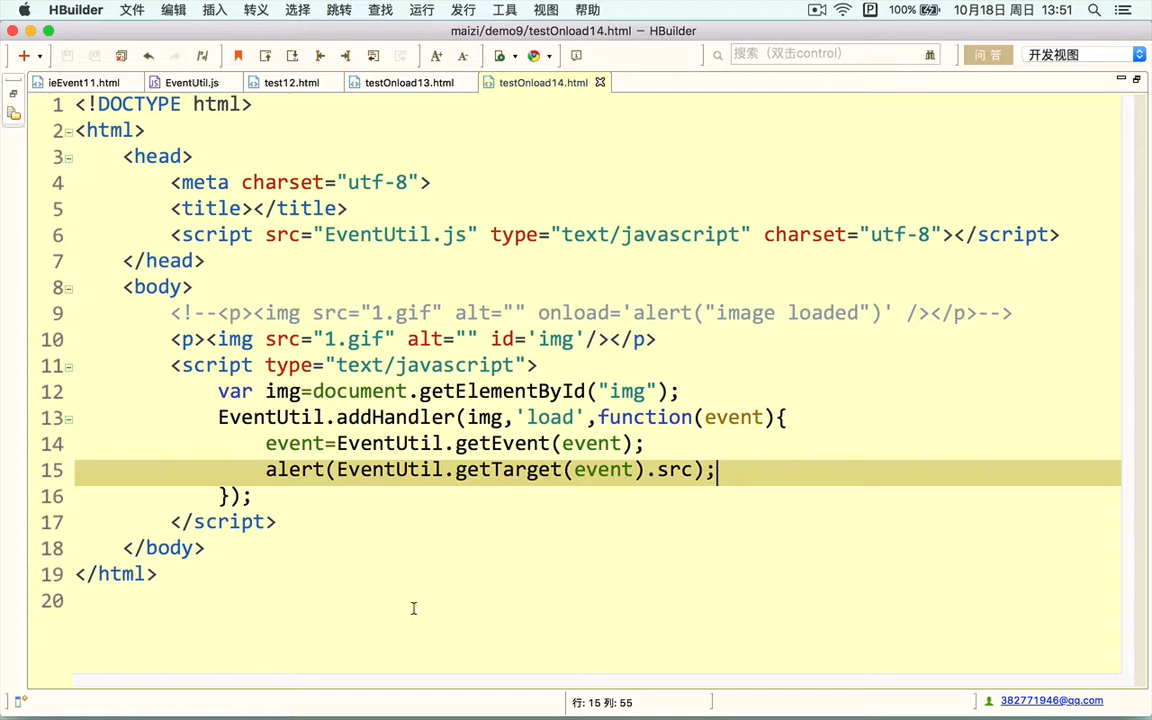 HBuilder 文件 编辑 插入 转义 选择 跳转 查找 运行 发行 工具 视图 帮助 100% 10月18日 周日 13:51
maizi/demo9/testOnload14.html — HBuilder
搜索（双击control） 问 答 开发视图
ieEvent11.html EventUtil.js test12.html testOnload13.html testOnload14.html
1 <!DOCTYPE html>
2 <html>
3 <head>
4 <meta charset="utf-8">
5 <title></title>
6 <script src="EventUtil.js" type="text/javascript" charset="utf-8"></script>
7 </head>
8 <body>
9 <!--<p><img src="1.gif" alt="" onload='alert("image loaded")' /></p>-->
10 <p><img src="1.gif" alt="" id='img'/></p>
11 <script type="text/javascript">
12 var img=document.getElementById("img");
13 EventUtil.addHandler(img,'load',function(event){
14 event=EventUtil.getEvent(event);
15 alert(EventUtil.getTarget(event).src);
16 });
17 </script>
18 </body>
19 </html>
20
行: 15 列: 55
382771946@qq.com